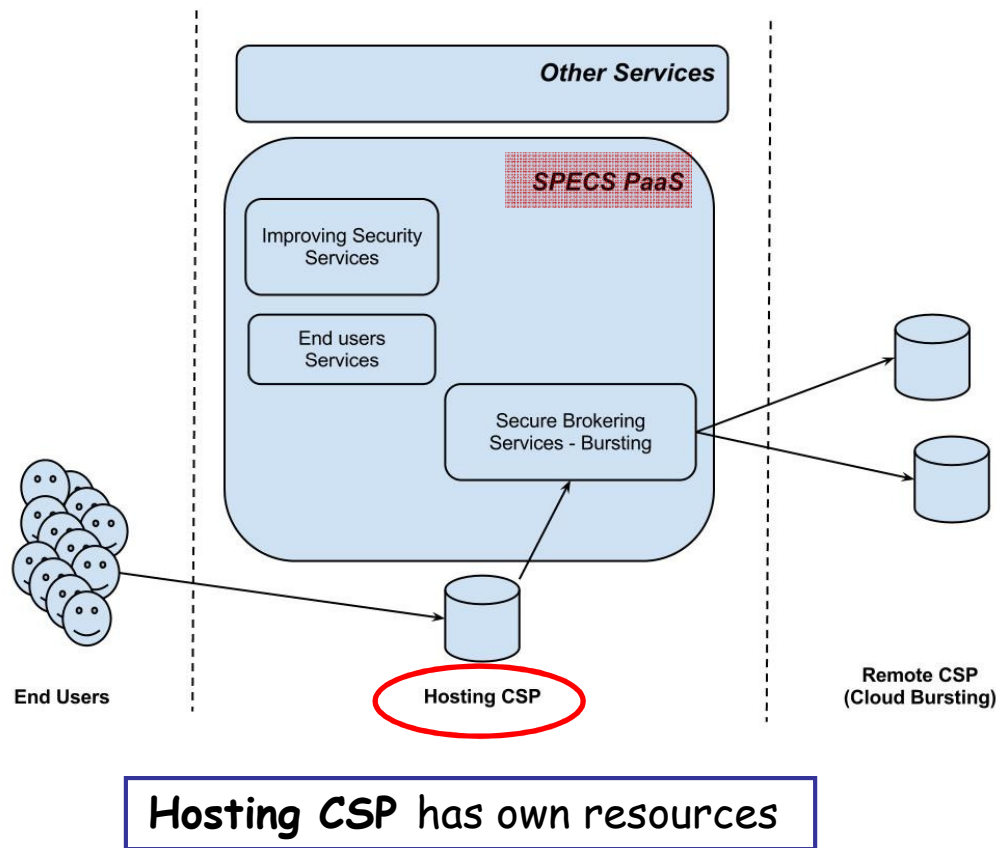 Other Services
SPECS PaaS
Improving Security
Services
End users
Services
Secure Brokering
Services - Bursting
End Users
Hosting CSP
Remote CSP
(Cloud Bursting)
Hosting CSP has own resources